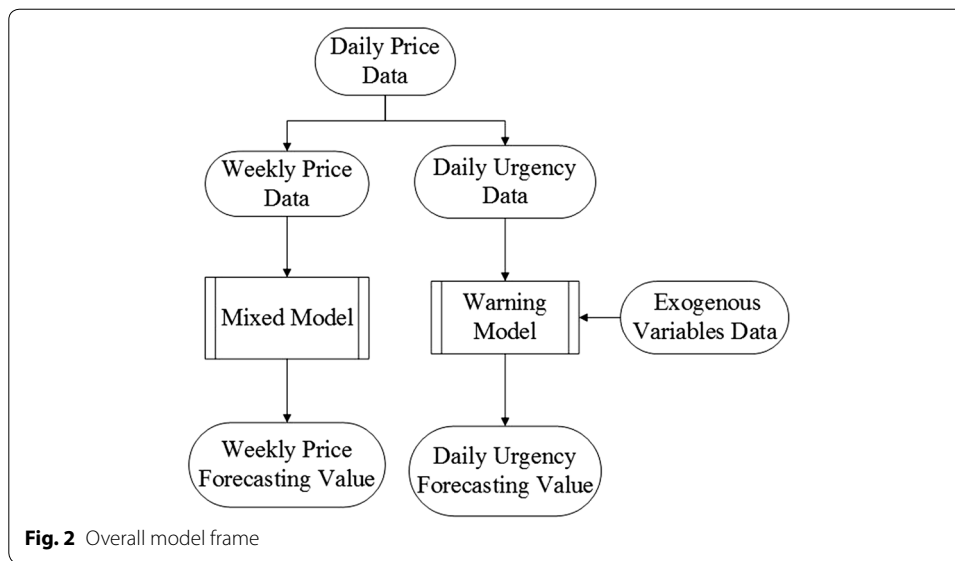 Daily Price
Data
Weekly Price
Data
Daily Urgency
Data
Mixed Model
Warning
Model
Exogenous
Variables Data
Weekly Price
Forecasting Value
Daily Urgency
Forecasting Value
Fig. 2 Overall model frame